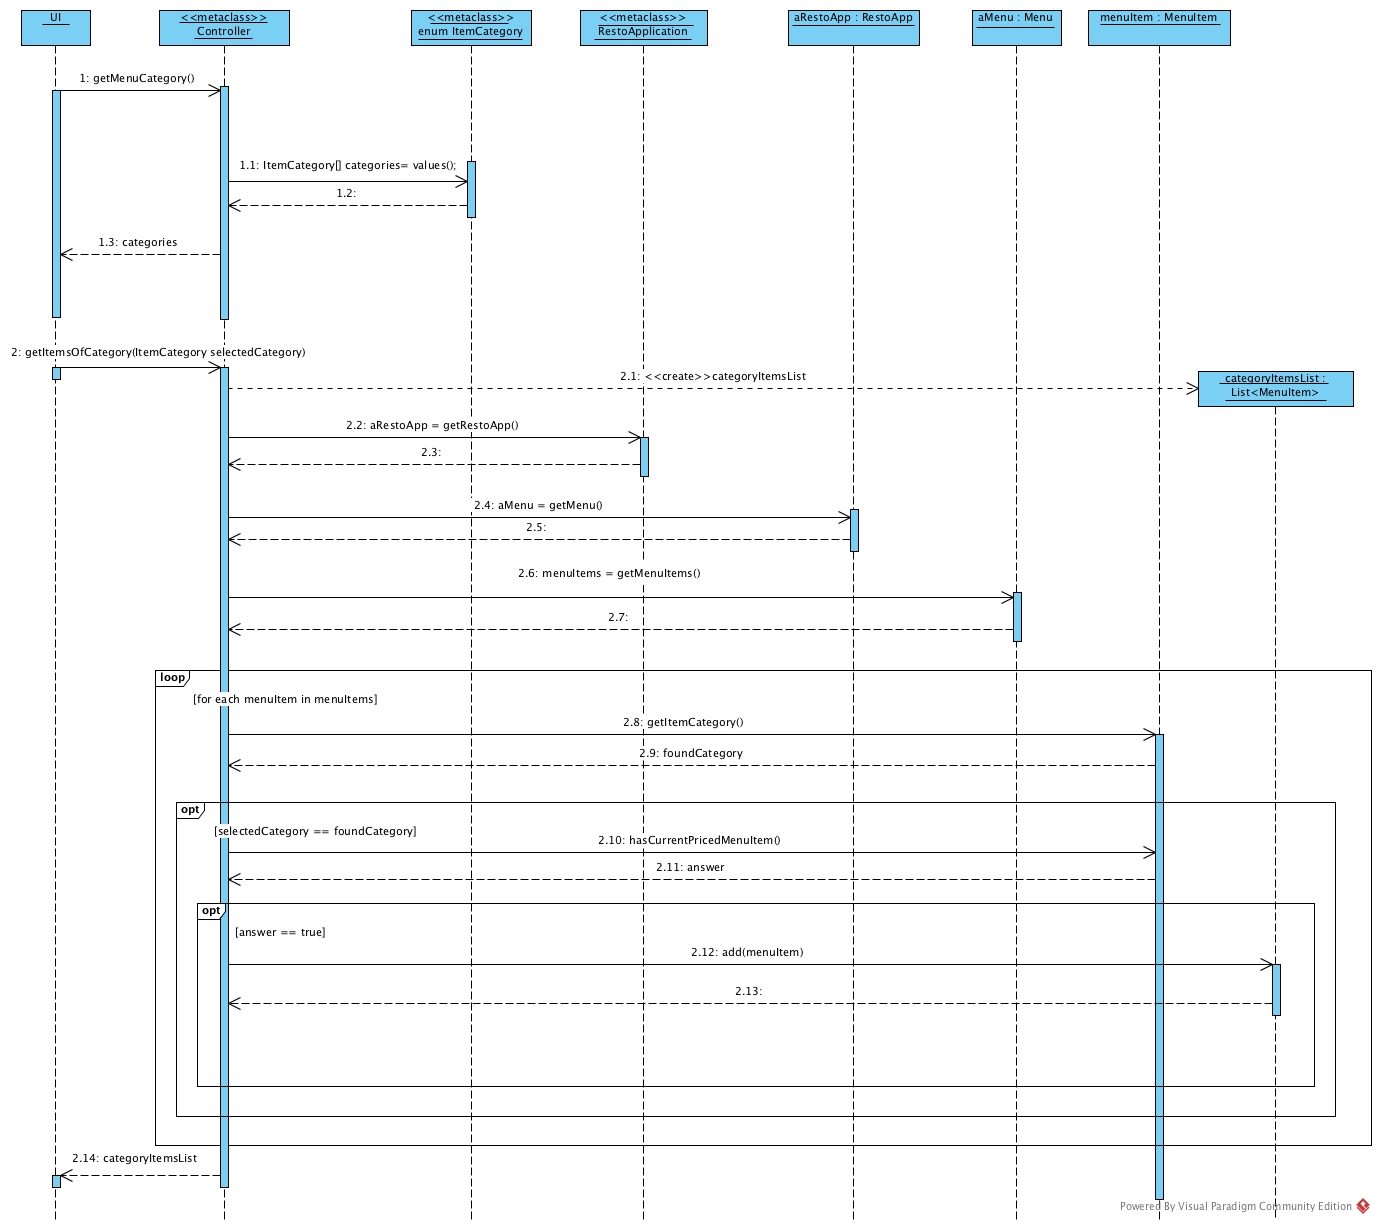 UI
<<metaclass>>
Controller
<<metaclass>>
enum ItemCategory
<<metaclass>>
RestoApplication
aRestoApp : RestoApp
aMenu : Menu
menuItem : MenuItem
1: getMenuCategory()
1.1: ItemCategory[] categories= values();
1.2:
1.3: categories
2: getItemsOfCategory(ItemCategory selectedCategory)
2.1: <<create>>categoryItemsList
categoryItemsList :
List<MenuItem>
2.2: aRestoApp = getRestoApp()
2.3:
2.4: aMenu = getMenu()
2.5:
2.6: menuItems = getMenuItems()
2.7:
loop
[for each menuItem in menuItems]
2.8: getItemCategory()
2.9: foundCategory
opt
[selectedCategory == foundCategory]
2.10: hasCurrentPricedMenuItem()
2.11: answer
opt
[answer == true]
2.12: add(menuItem)
2.13:
2.14: categoryItemsList
Powered By Visual Paradigm Community Edition